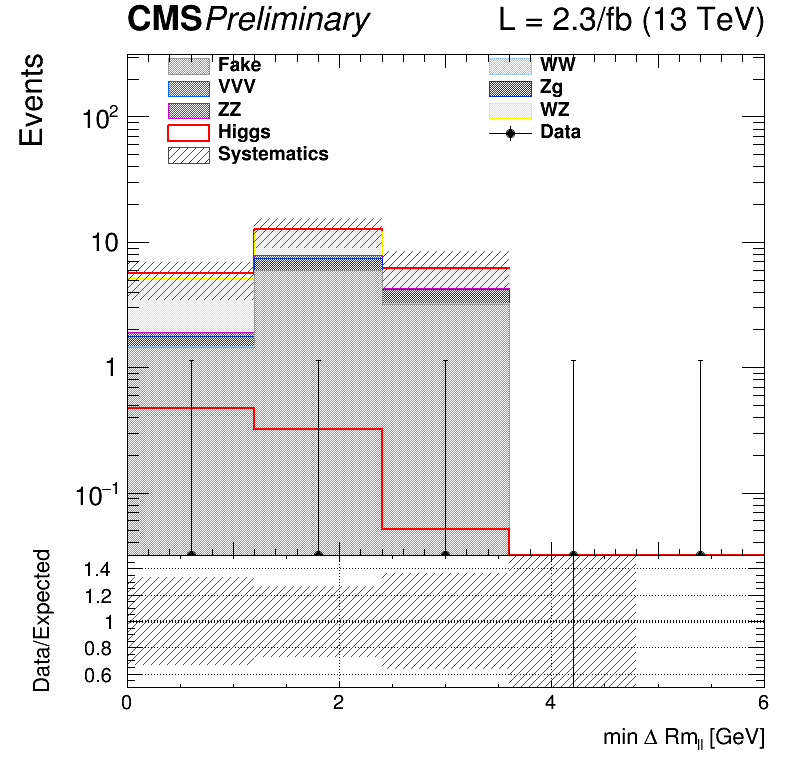 CMS Preliminary L = 2.3/fb (13 TeV)
Events
Fake WW
VVV Zg
ZZ WZ
Higgs Data
Systematics
10²
10
1
10⁻¹
Data/Expected
1.4
1.2
1
0.8
0.6
0 2 4 6
min Δ Rm_ll [GeV]